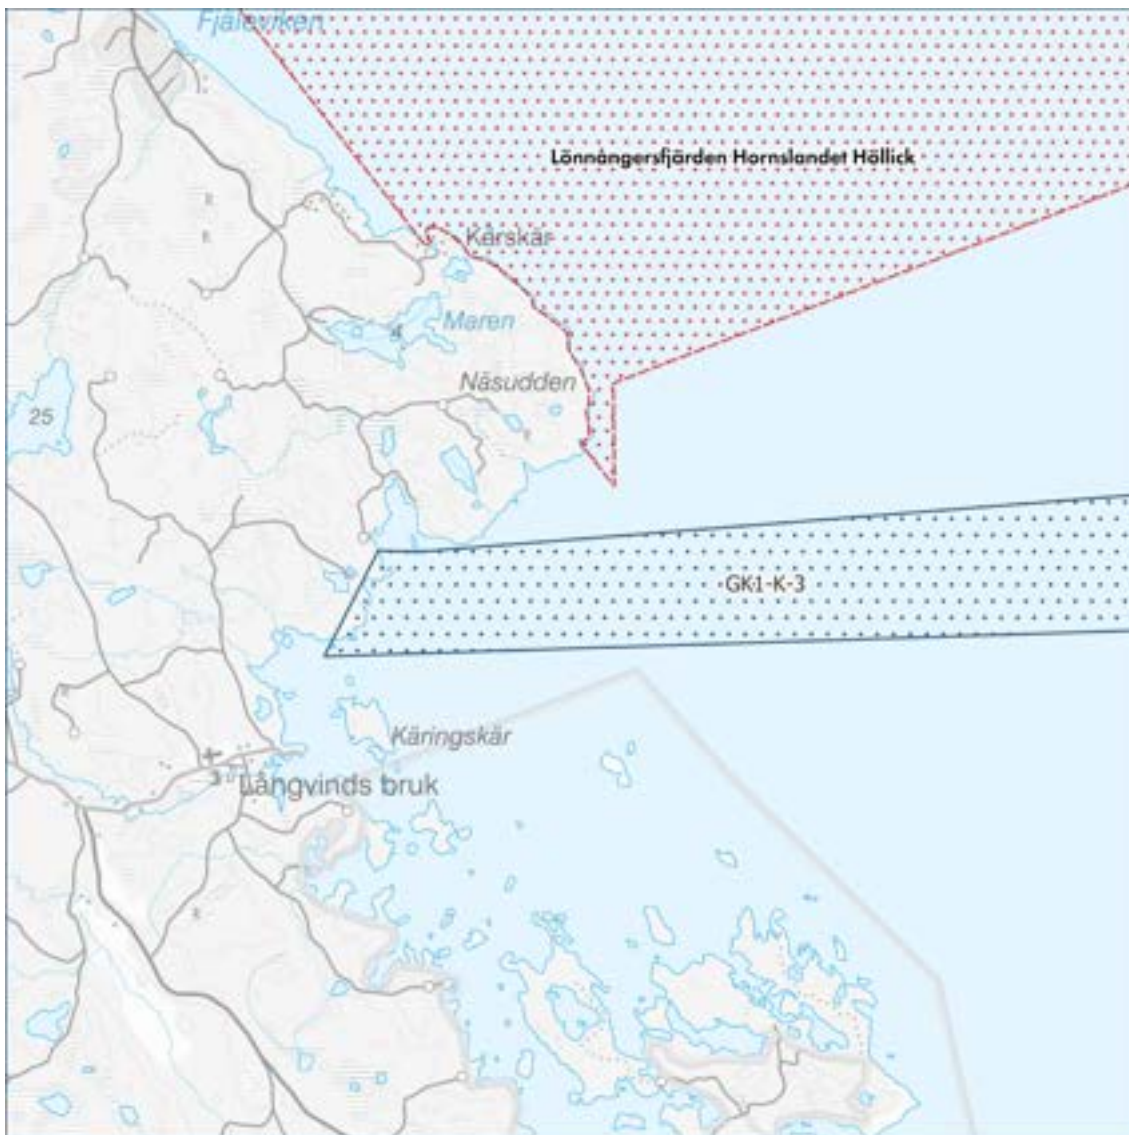 Fjäleviken
Lönnångersfjärden Hornslandet Höllick
Kårskär
Maren
4
Näsudden
25
GK1-K-3
Käringskär
3
Långvinds bruk